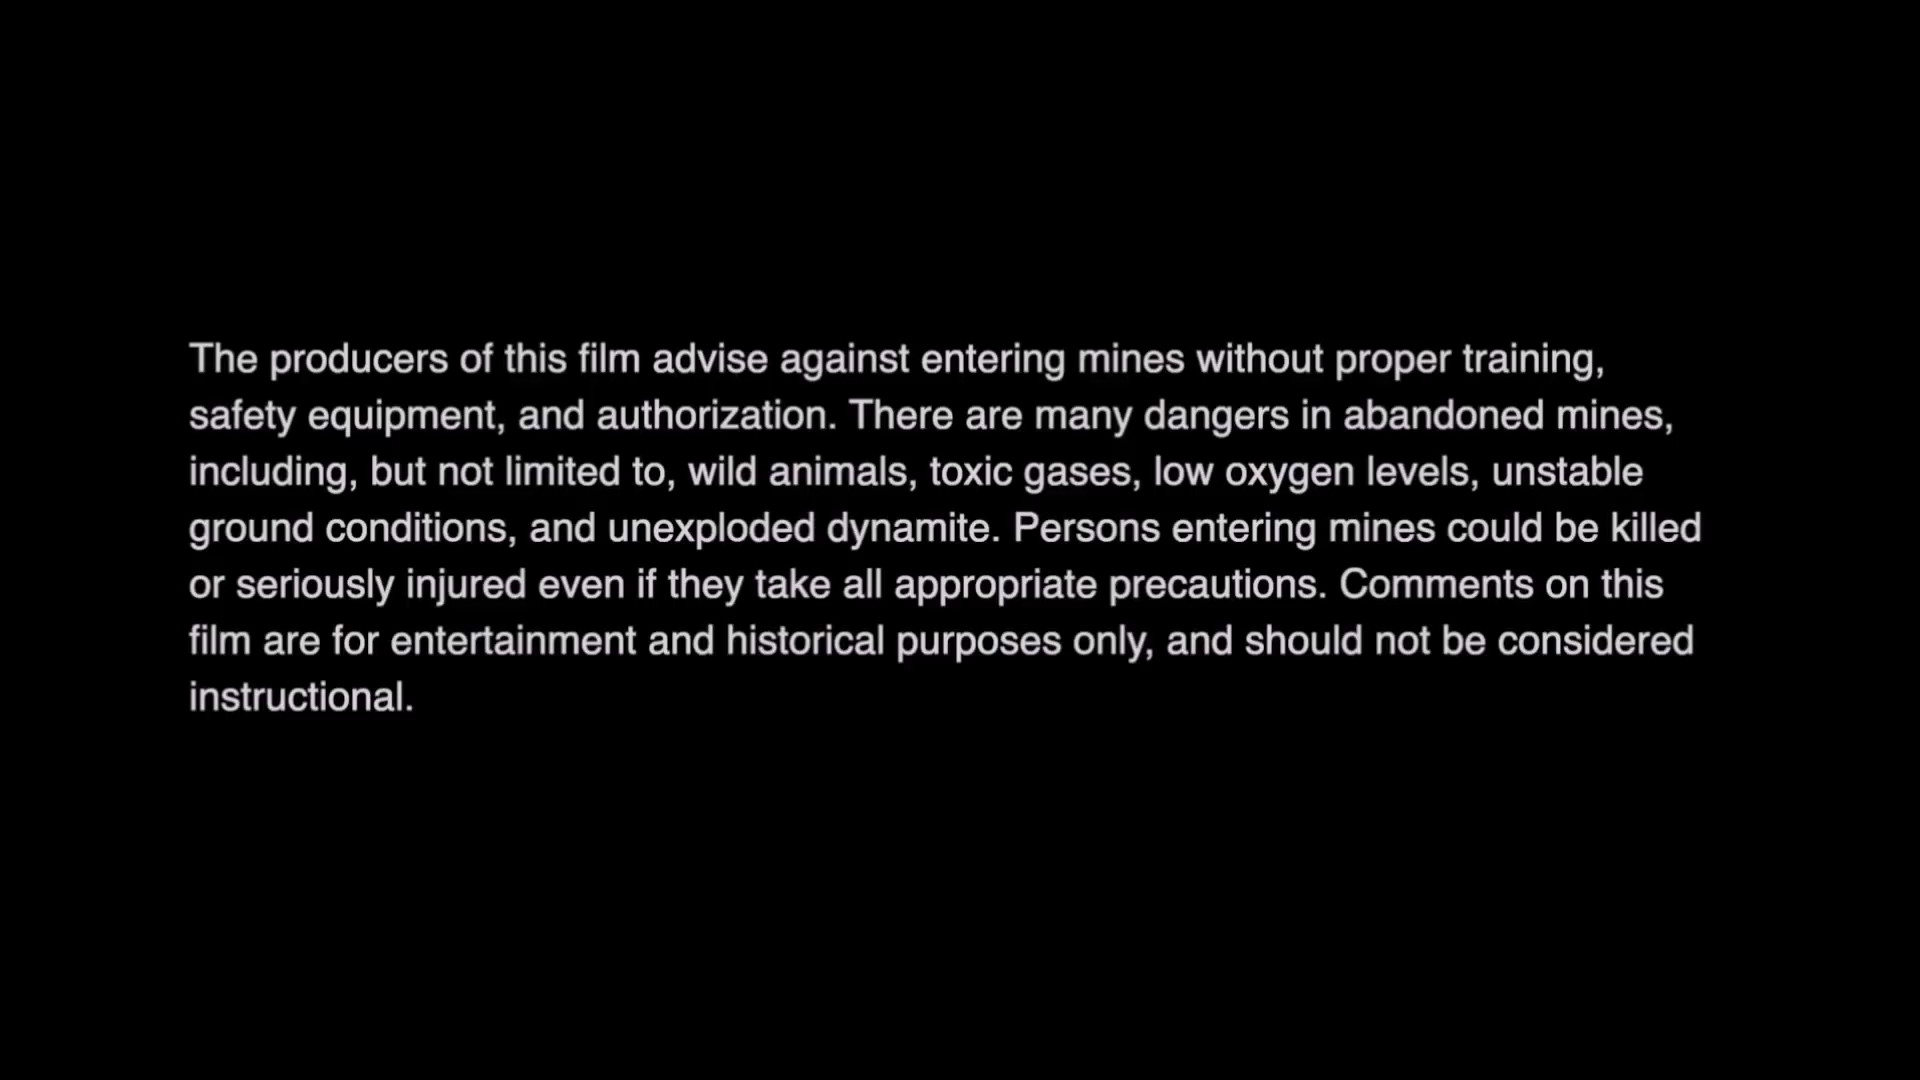 The producers of this film advise against entering mines without proper training,
safety equipment, and authorization. There are many dangers in abandoned mines,
including, but not limited to, wild animals, toxic gases, low oxygen levels, unstable
ground conditions, and unexploded dynamite. Persons entering mines could be killed
or seriously injured even if they take all appropriate precautions. Comments on this
film are for entertainment and historical purposes only, and should not be considered
instructional.